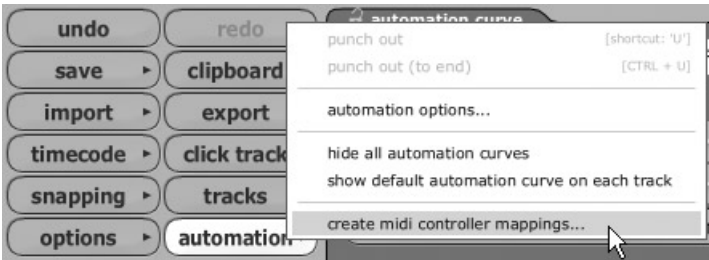 automation curve
undo
redo
save
clipboard
import
export
timecode
click track
snapping
tracks
options
automation
punch out [shortcut: 'U']
punch out (to end) [CTRL + U]
automation options...
hide all automation curves
show default automation curve on each track
create midi controller mappings...